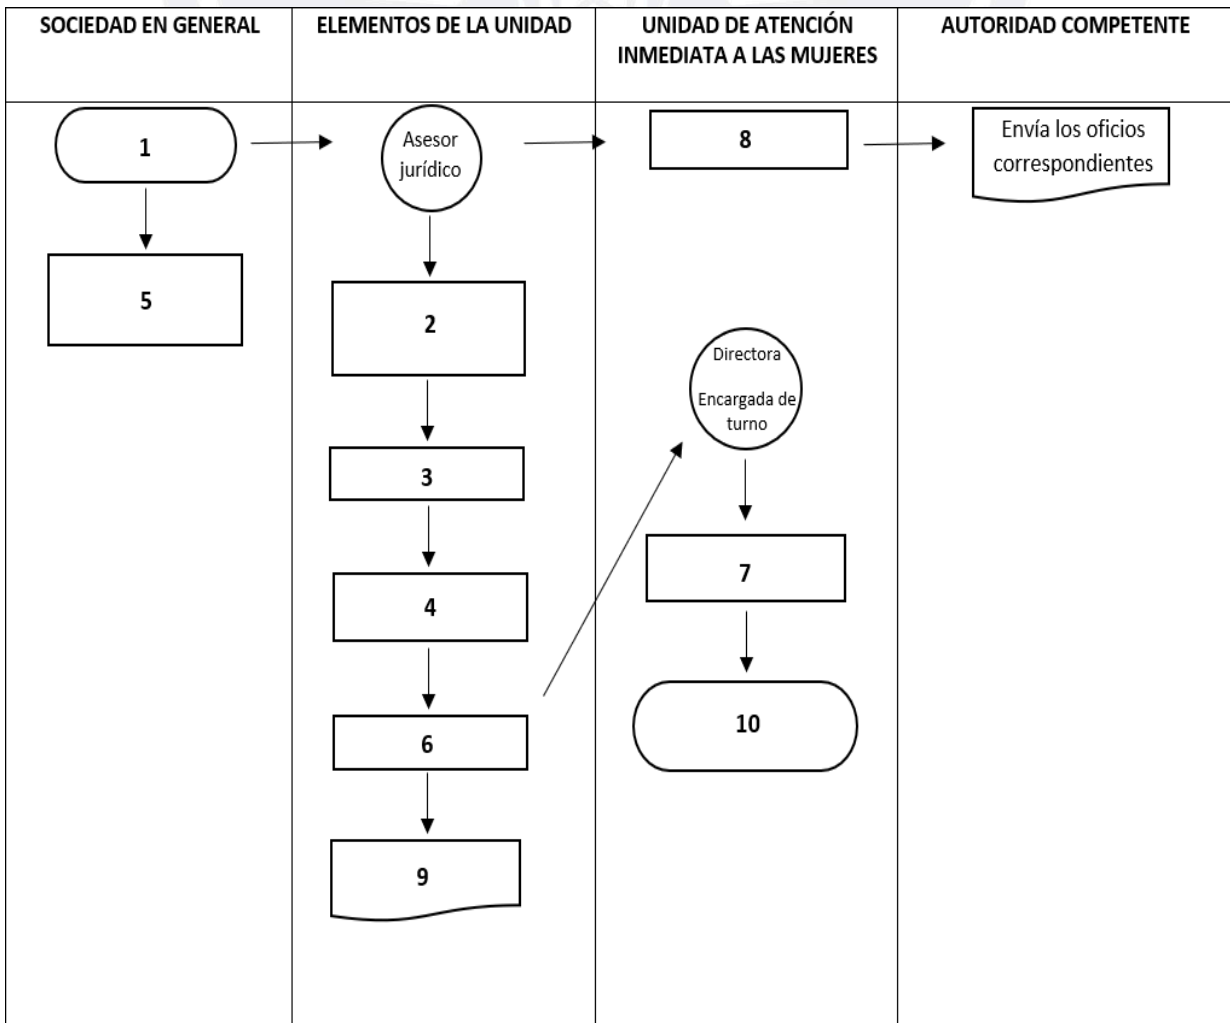 SOCIEDAD EN GENERAL
ELEMENTOS DE LA UNIDAD
UNIDAD DE ATENCIÓN
INMEDIATA A LAS MUJERES
AUTORIDAD COMPETENTE
1
Asesor
jurídico
8
Envía los oficios
correspondientes
5
2
Directora
Encargada de
turno
3
7
4
10
6
9